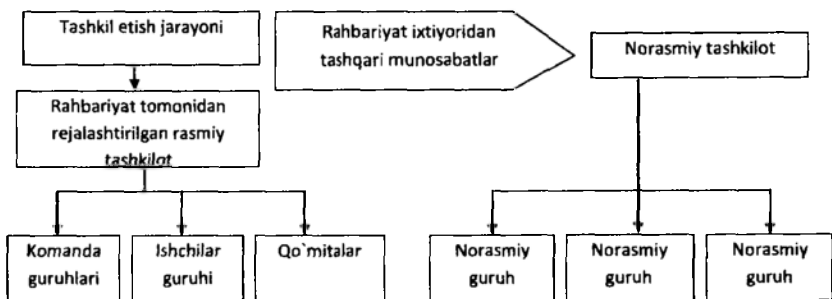 Tashkil etish jarayoni
Rahbariyat ixtiyoridan
tashqari munosabatlar
Norasmiy tashkilot
Rahbariyat tomonidan
rejalashtirilgan rasmiy
tashkilot
Komanda
guruhlari
Ishchilar
guruhi
Qo`mitalar
Norasmiy
guruh
Norasmiy
guruh
Norasmiy
guruh